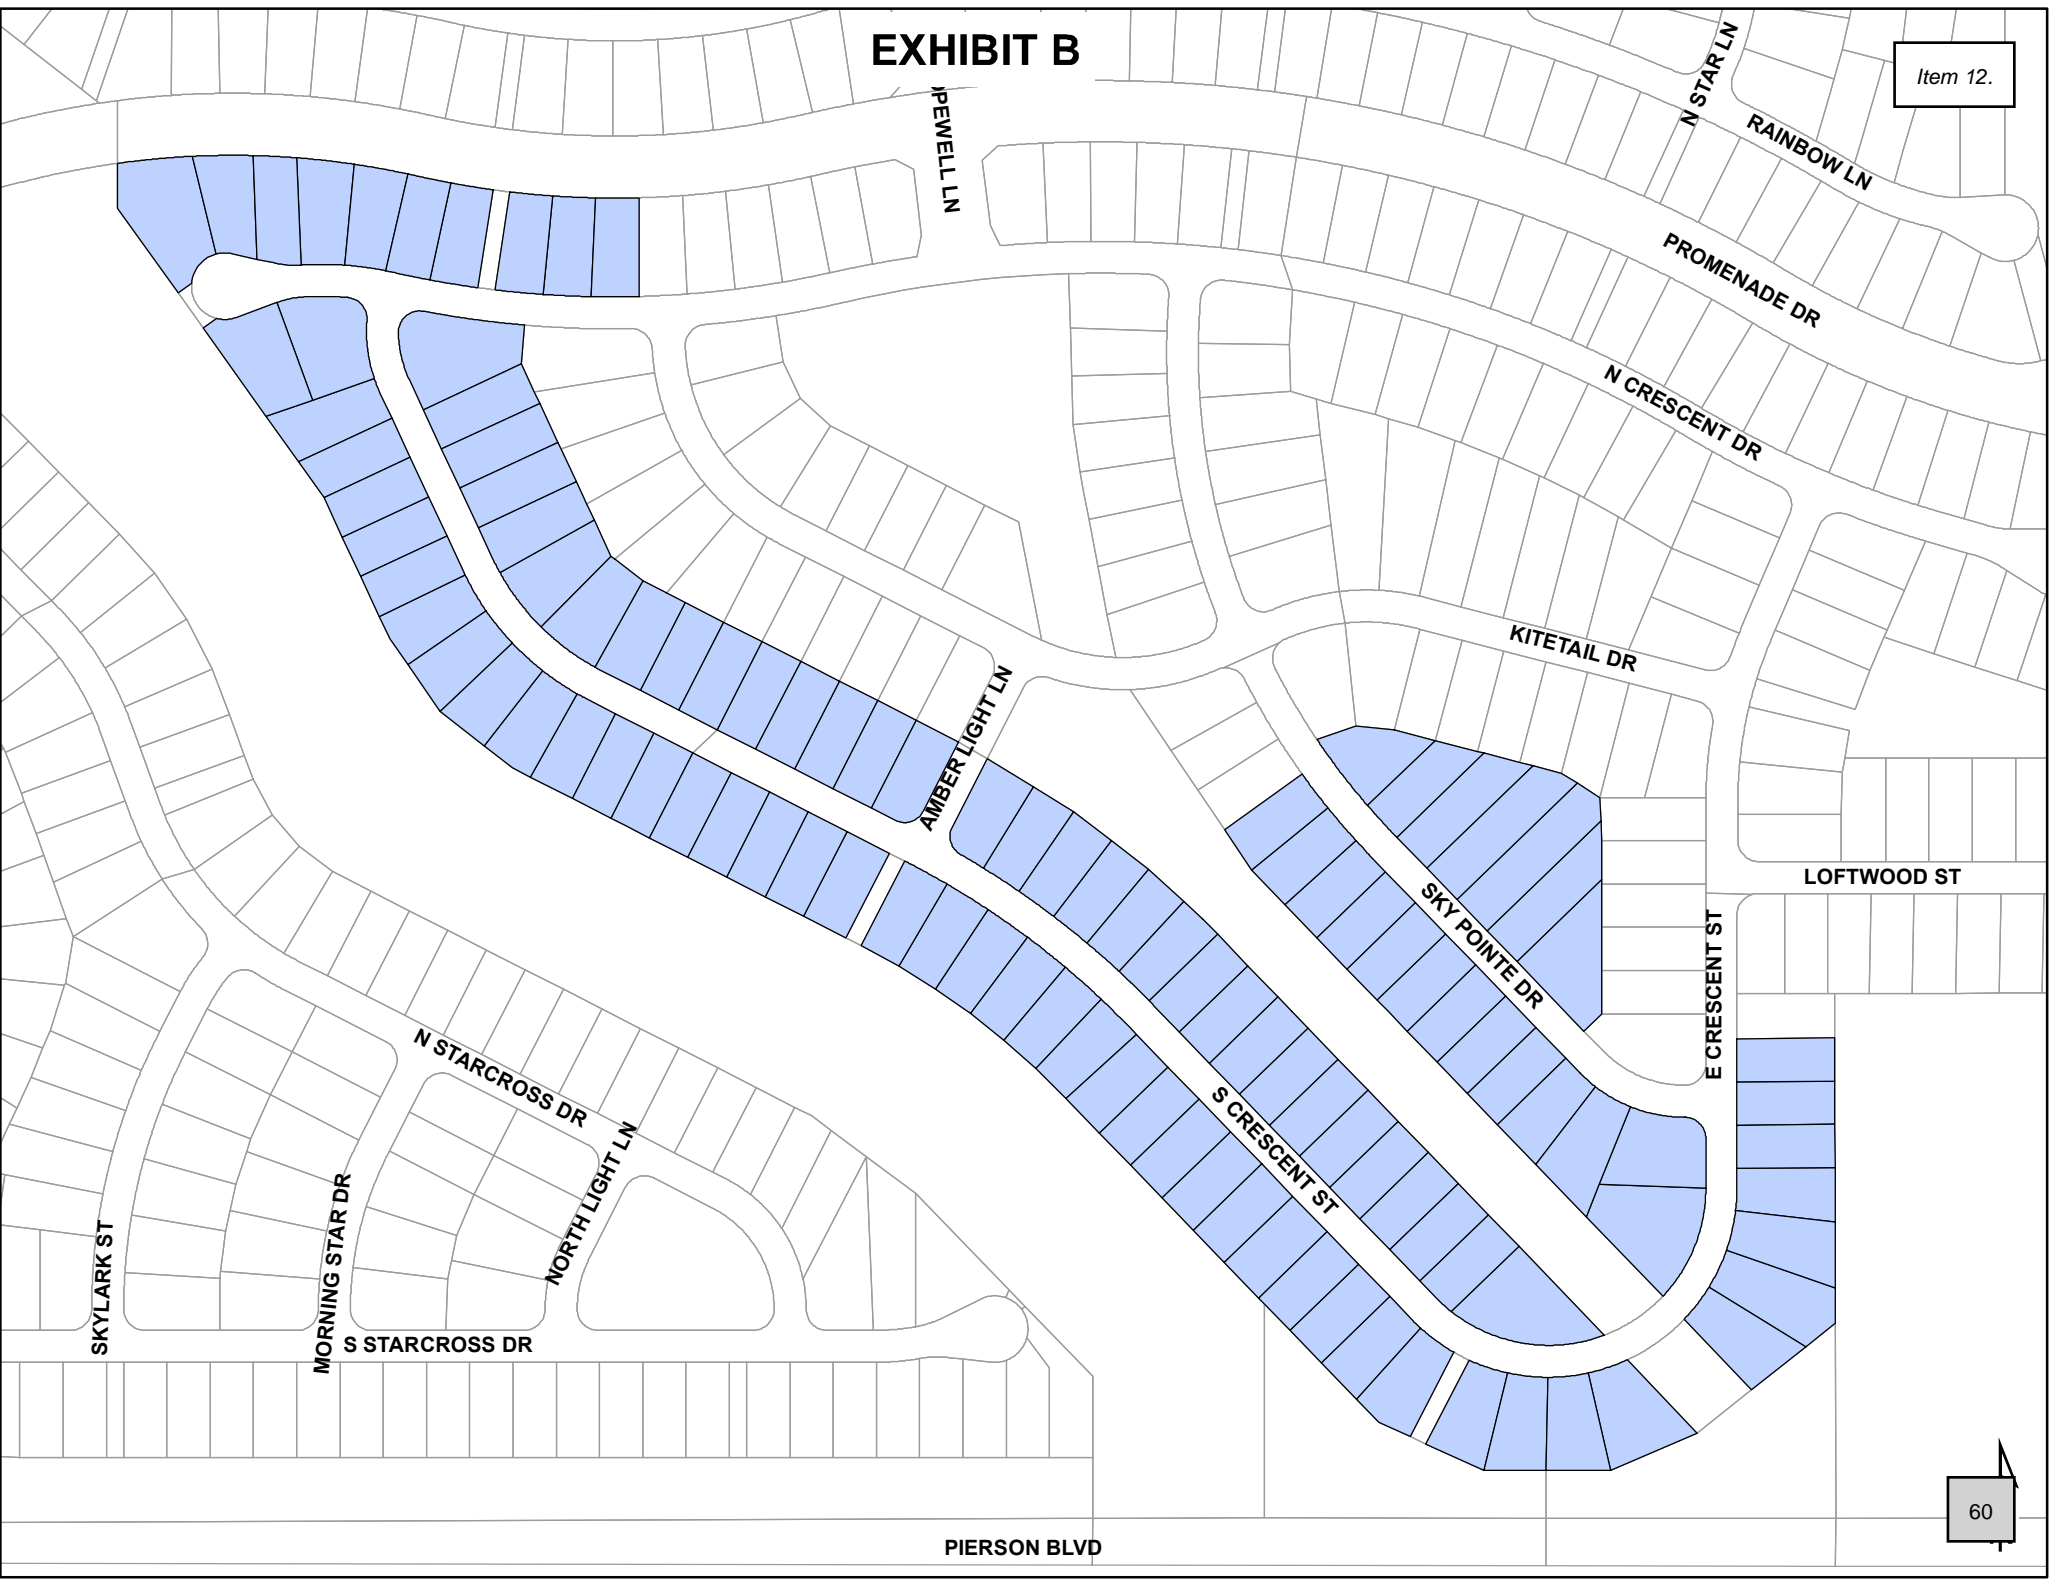 EXHIBIT B
Item 12.
N STAR LN
RAINBOW LN
PEWELL LN
PROMENADE DR
N CRESCENT DR
KITETAIL DR
AMBER LIGHT LN
LOFTWOOD ST
SKY POINTE DR
E CRESCENT ST
N STARCROSS DR
S CRESCENT ST
NORTH LIGHT LN
MORNING STAR DR
SKYLARK ST
S STARCROSS DR
60
PIERSON BLVD